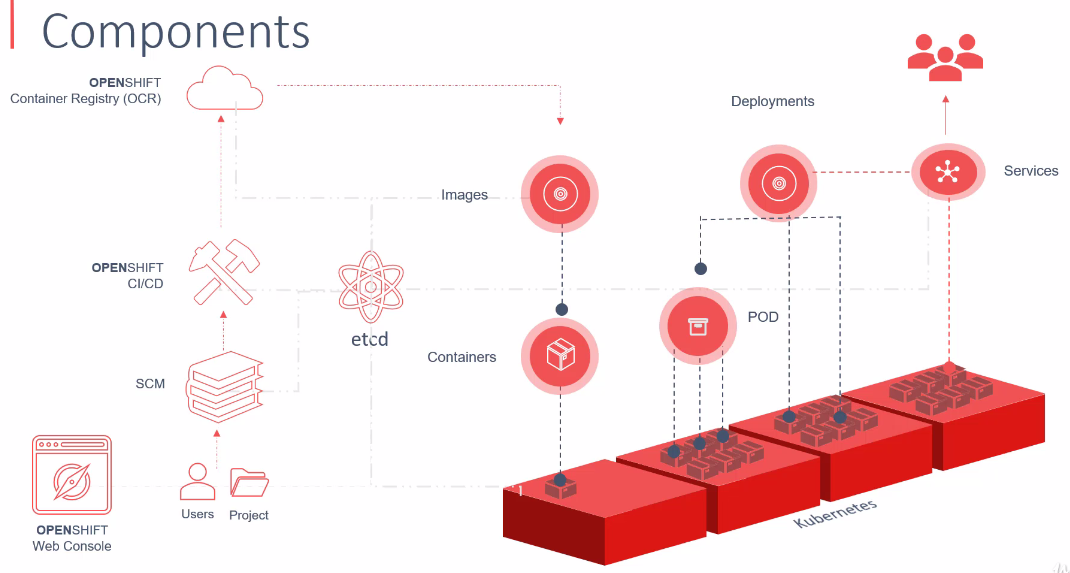 Components
OPENSHIFT
Container Registry (OCR)
Deployments
Images
Services
OPENSHIFT
CI/CD
etcd
POD
Containers
SCM
Users
Project
OPENSHIFT
Web Console
Kubernetes